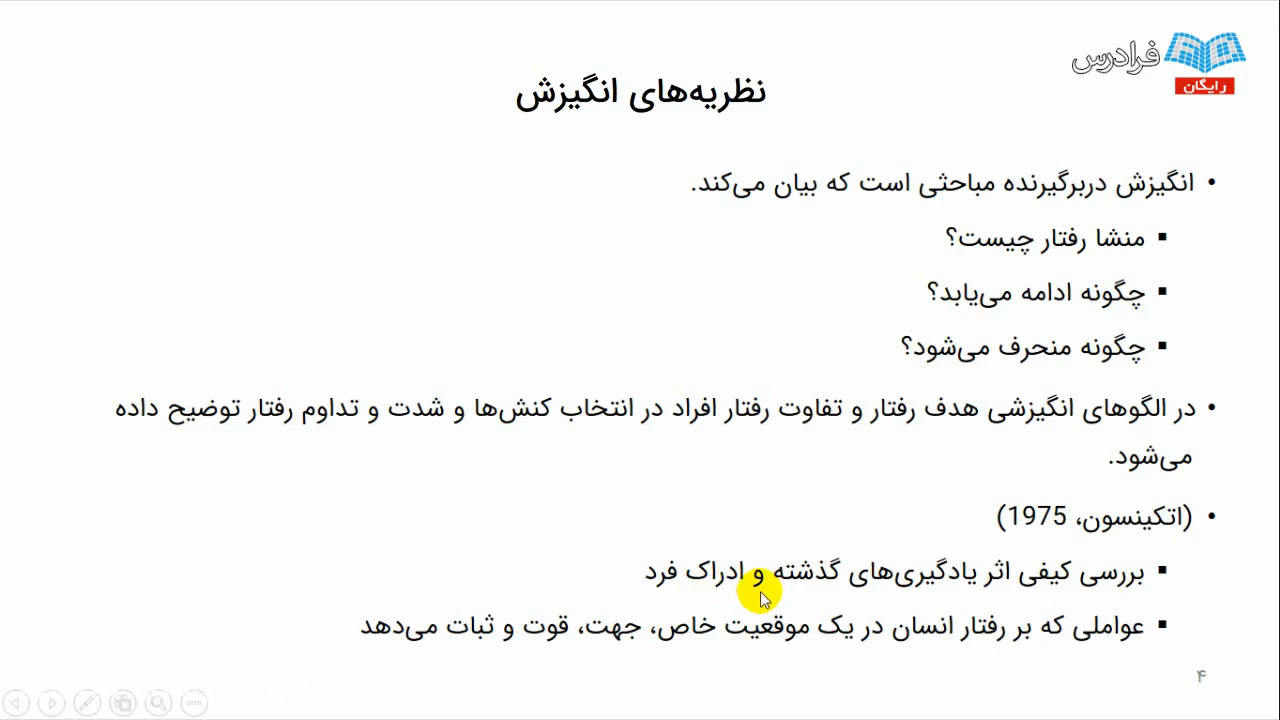 فرادرس
رایگان
نظریه‌های انگیزش
• انگیزش دربرگیرنده مباحثی است که بیان می‌کند.
▪ منشا رفتار چیست؟
▪ چگونه ادامه می‌یابد؟
▪ چگونه منحرف می‌شود؟
• در الگوهای انگیزشی هدف رفتار و تفاوت رفتار افراد در انتخاب کنش‌ها و شدت و تداوم رفتار توضیح داده
می‌شود.
• (اتکینسون، 1975)
▪ بررسی کیفی اثر یادگیری‌های گذشته و ادراک فرد
▪ عواملی که بر رفتار انسان در یک موقعیت خاص، جهت، قوت و ثبات می‌دهد
۴